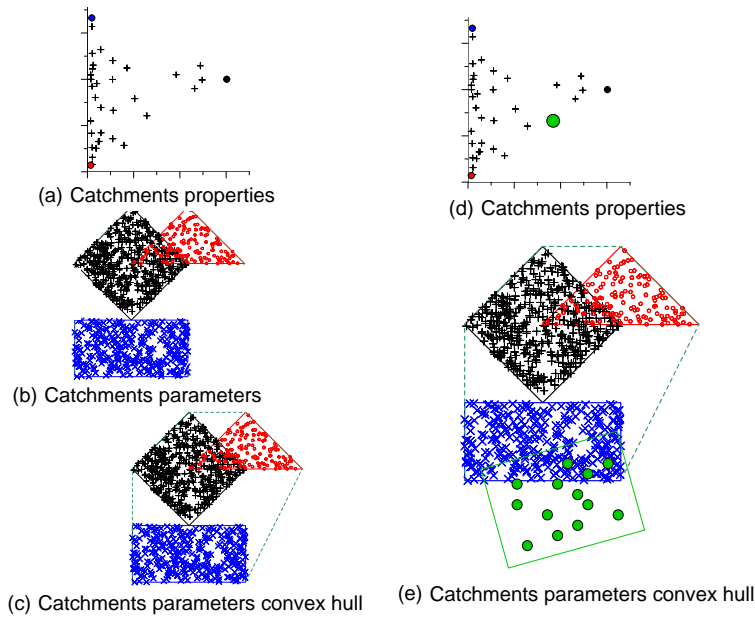 (a) Catchments properties
(b) Catchments parameters
(c) Catchments parameters convex hull
(d) Catchments properties
(e) Catchments parameters convex hull